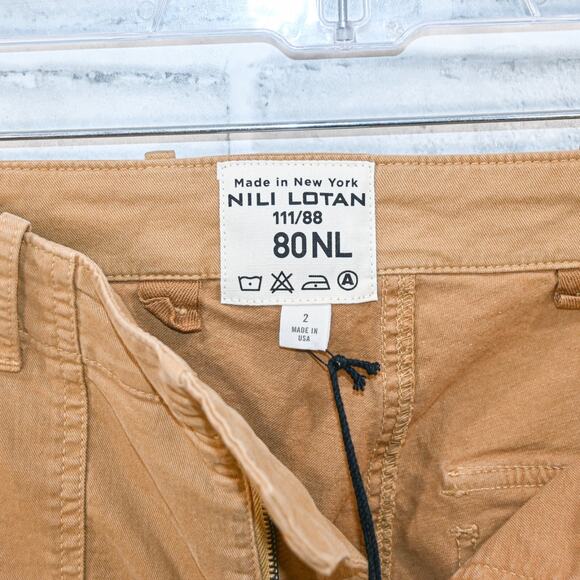 Made in New York
NILI LOTAN
111/88
80NL
A
2
MADE IN
USA